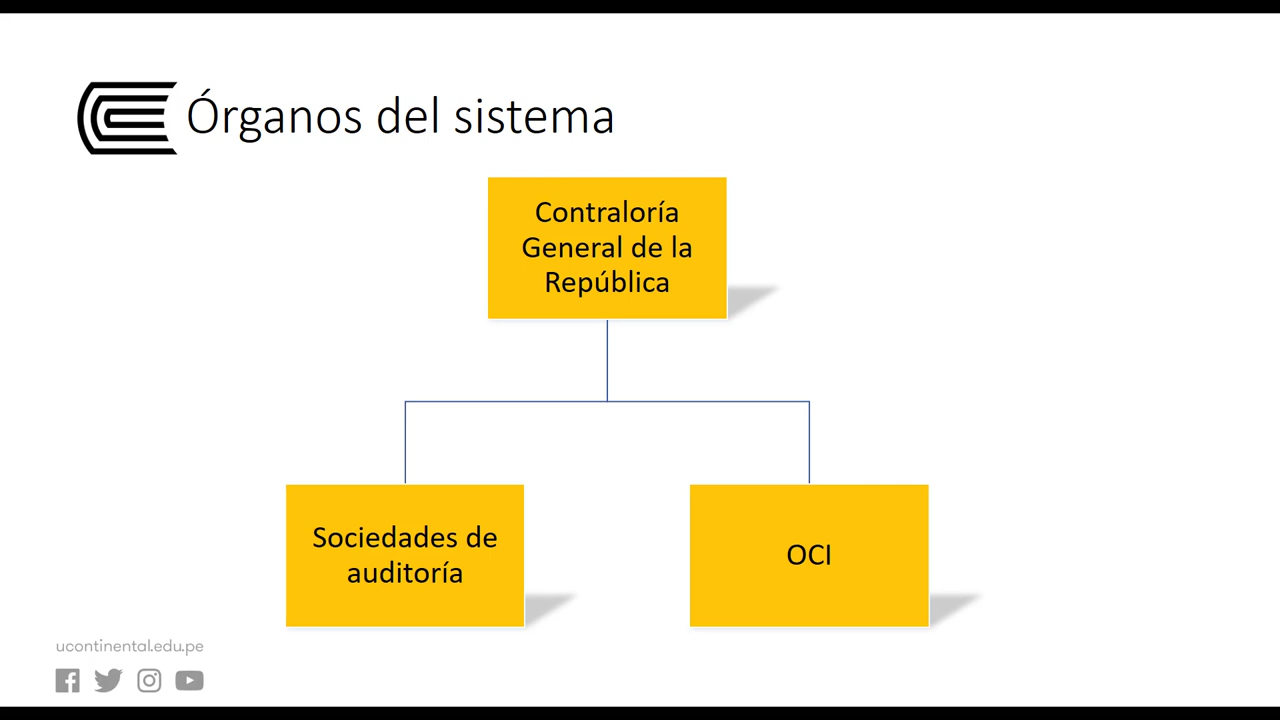 Órganos del sistema
Contraloría
General de la
República
Sociedades de
auditoría
OCI
ucontinental.edu.pe